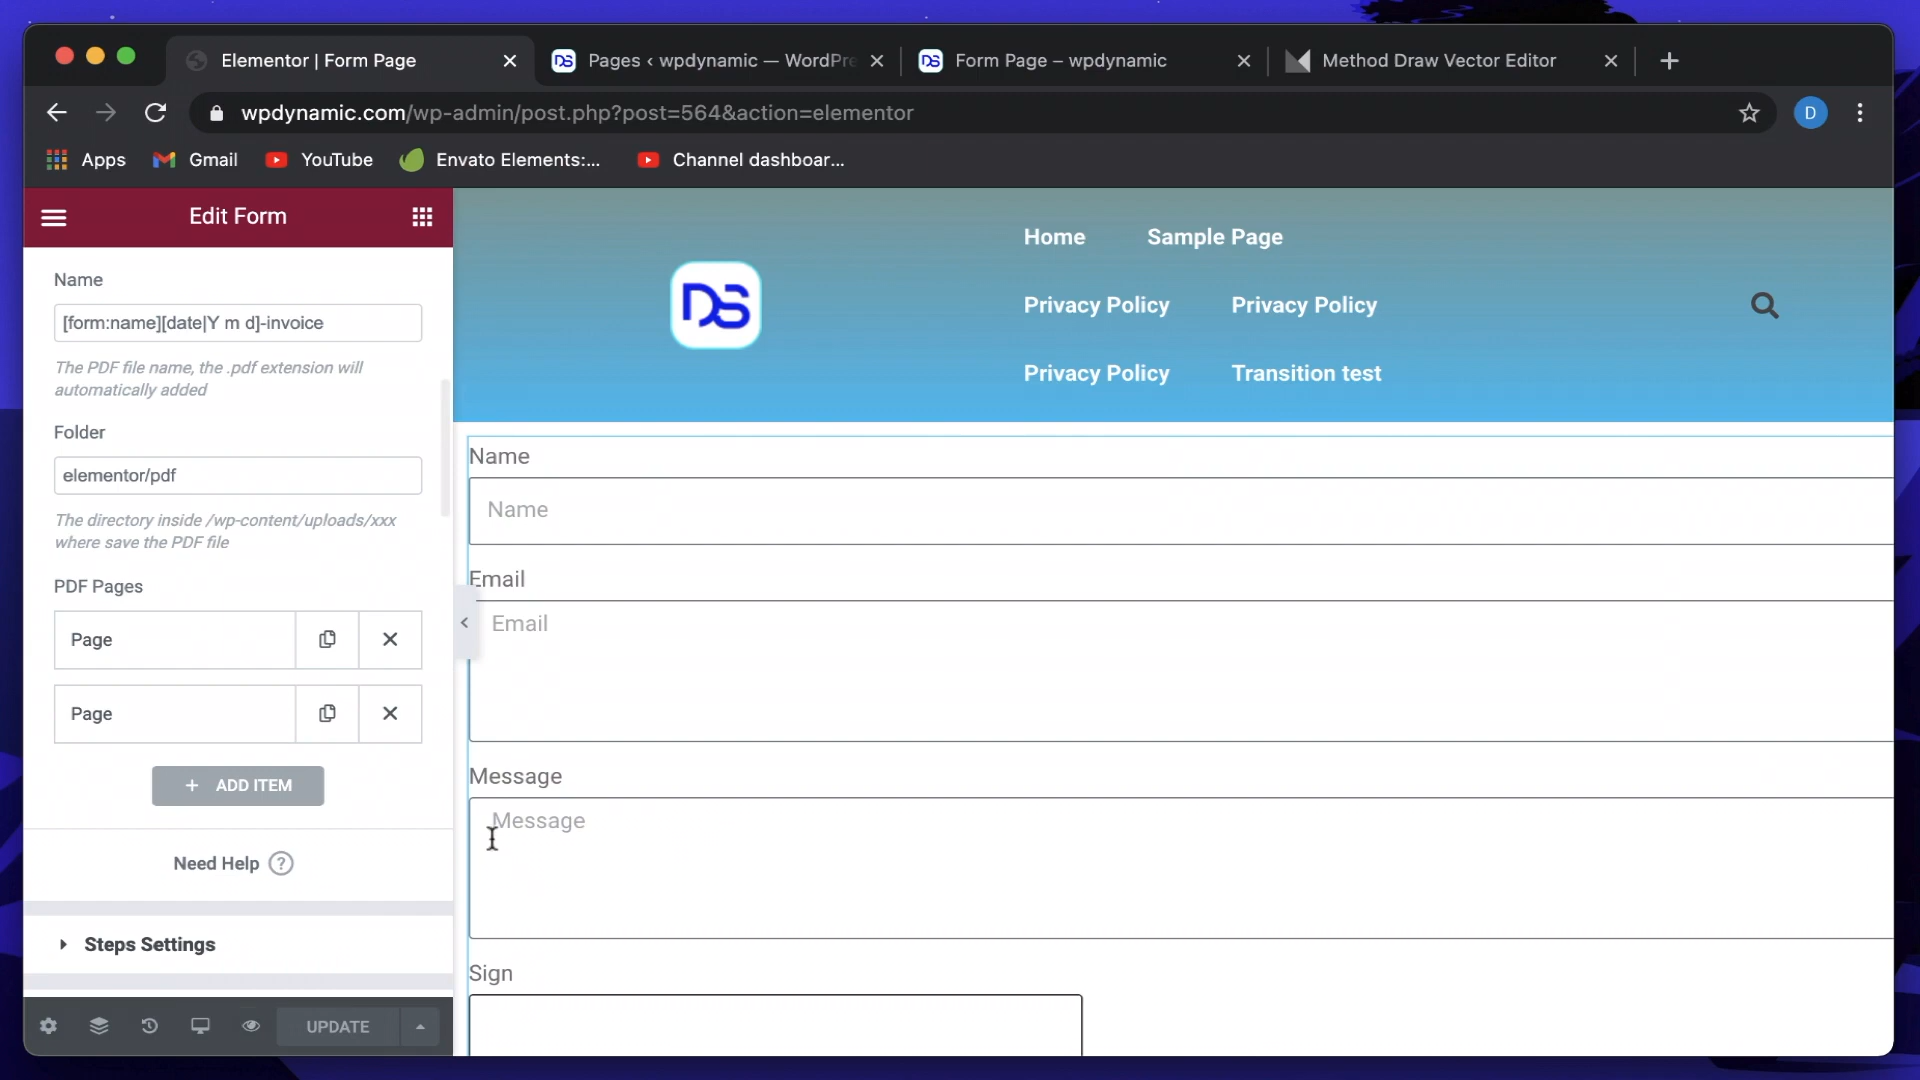 Elementor | Form Page
Pages < wpdynamic — WordPre
Form Page – wpdynamic
Method Draw Vector Editor
wpdynamic.com/wp-admin/post.php?post=564&action=elementor
D
Apps
Gmail
YouTube
Envato Elements:...
Channel dashboar...
Edit Form
Name
[form:name][date|Y m d]-invoice
The PDF file name, the .pdf extension will
automatically added
Folder
elementor/pdf
The directory inside /wp-content/uploads/xxx
where save the PDF file
PDF Pages
Page
Page
+ ADD ITEM
Need Help ?
Steps Settings
UPDATE
DS
Home
Sample Page
Privacy Policy
Privacy Policy
Privacy Policy
Transition test
Name
Name
Email
Email
Message
Message
Sign